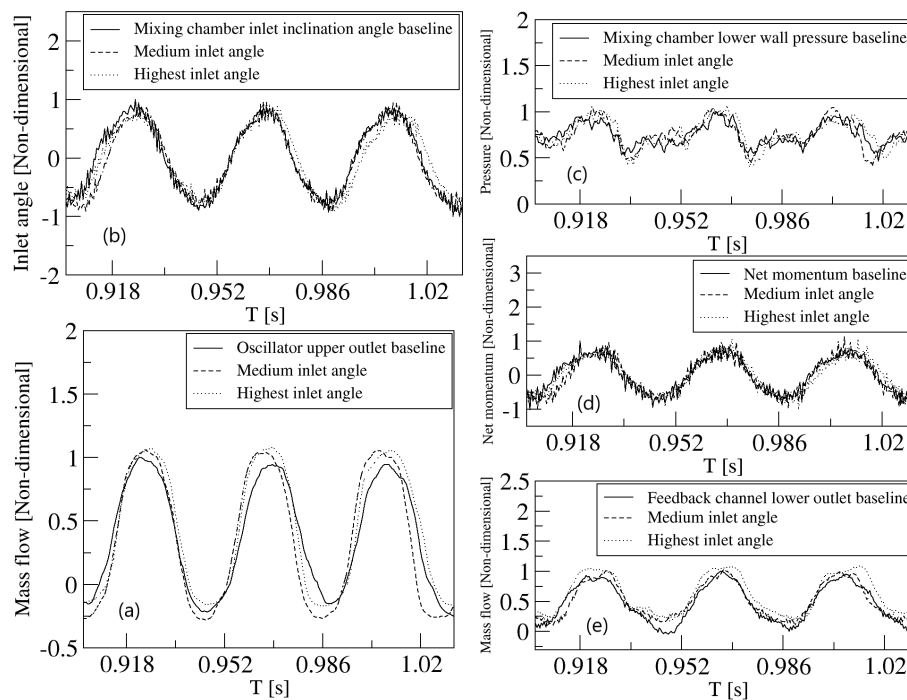 2
1
0
-1
-2
Inlet angle [Non-dimensional]
Mixing chamber inlet inclination angle baseline
Medium inlet angle
Highest inlet angle
(b)
0.918 0.952 0.986 1.02
T [s]
2
1.5
1
0.5
0
-0.5
Mass flow [Non-dimensional]
Oscillator upper outlet baseline
Medium inlet angle
Highest inlet angle
(a)
0.918 0.952 0.986 1.02
T [s]
2
1.5
1
0.5
0
Pressure [Non-dimensional]
Mixing chamber lower wall pressure baseline
Medium inlet angle
Highest inlet angle
(c)
0.918 0.952 0.986 1.02
T [s]
3
2
1
0
-1
Net momentum [Non-dimensional]
Net momentum baseline
Medium inlet angle
Highest inlet angle
(d)
0.918 0.952 0.986 1.02
T [s]
2.5
2
1.5
1
0.5
0
Mass flow [Non-dimensional]
Feedback channel lower outlet baseline
Medium inlet angle
Highest inlet angle
(e)
0.918 0.952 0.986 1.02
T [s]